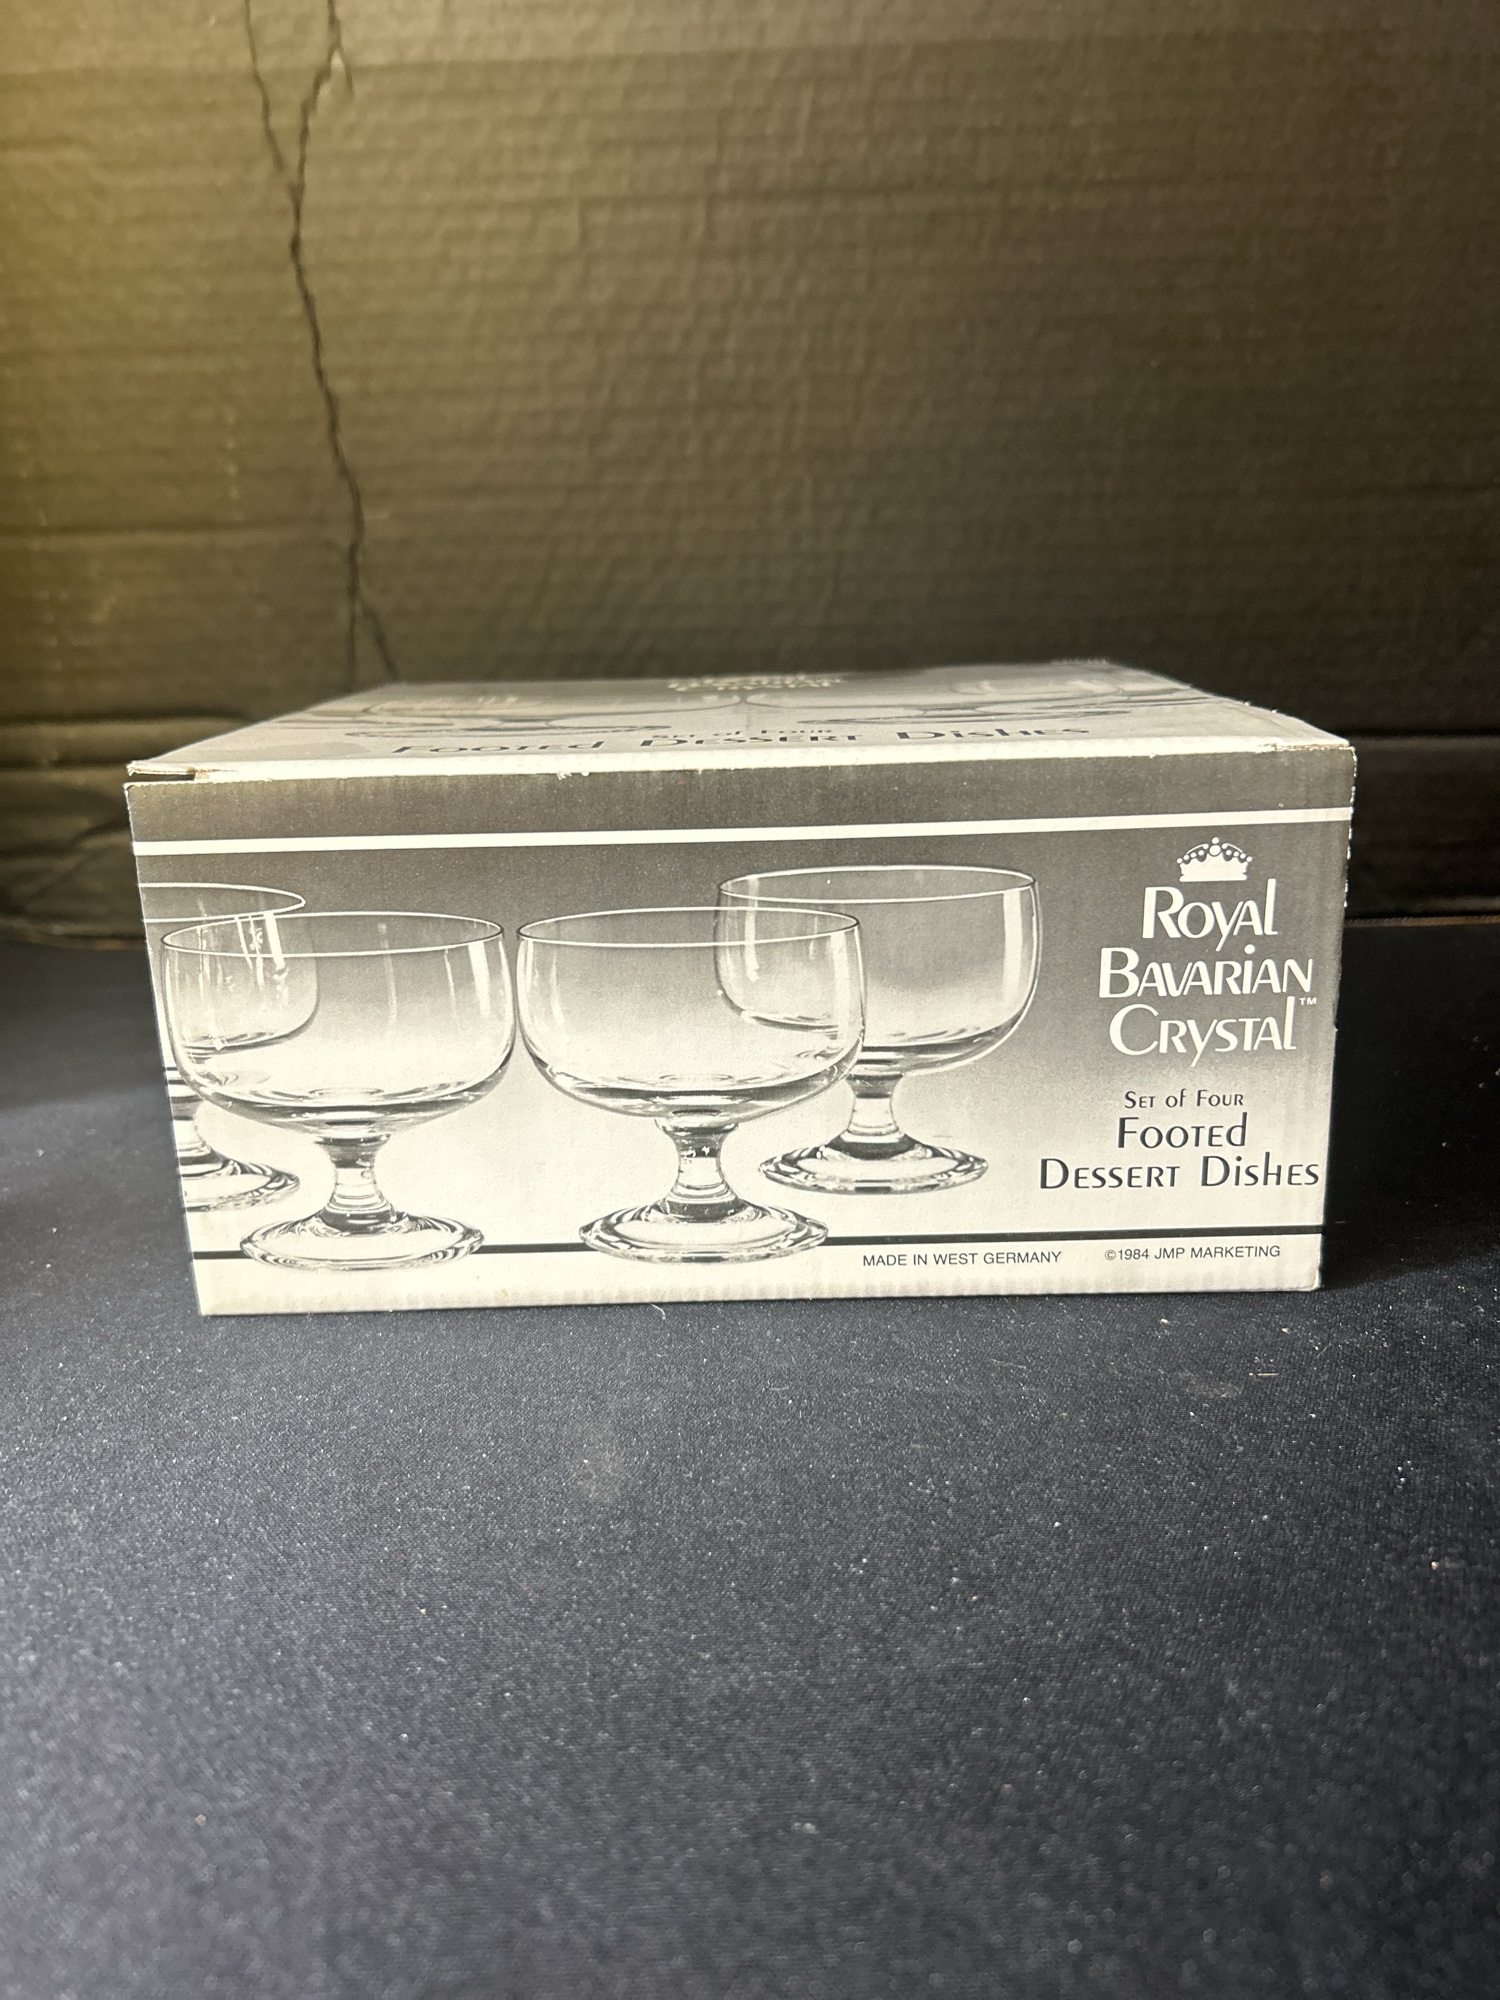 CRYSTAL
SET of FOUR
FOOTED DESSERT DisHES
ROYAL
BAVARiAN
CRYSTAL™
SET of FOUR
FOOTED
DESSERT DisHES
MADE IN WEST GERMANY ©1984 JMP MARKETING